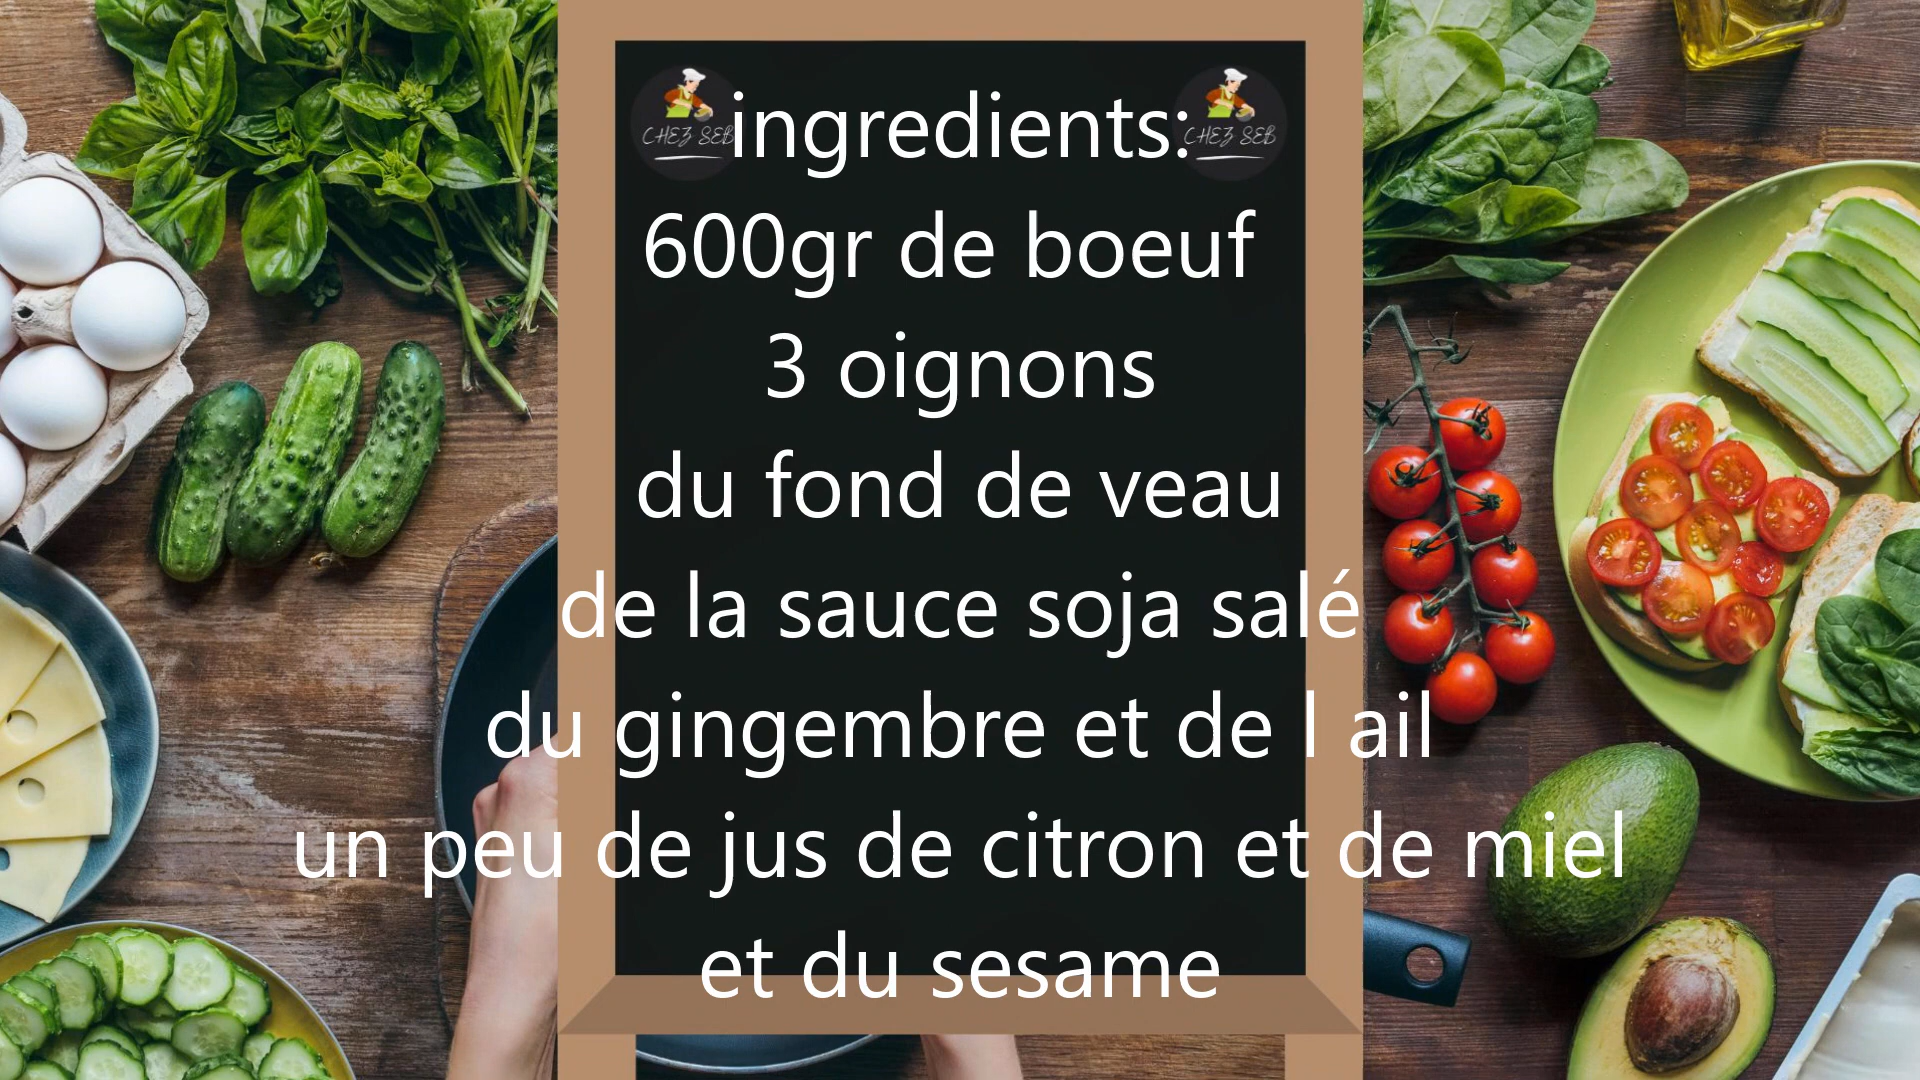 CHEZ SEB
CHEZ SEB
ingredients:
600gr de boeuf
3 oignons
du fond de veau
de la sauce soja salé
du gingembre et de l ail
un peu de jus de citron et de miel
et du sesame